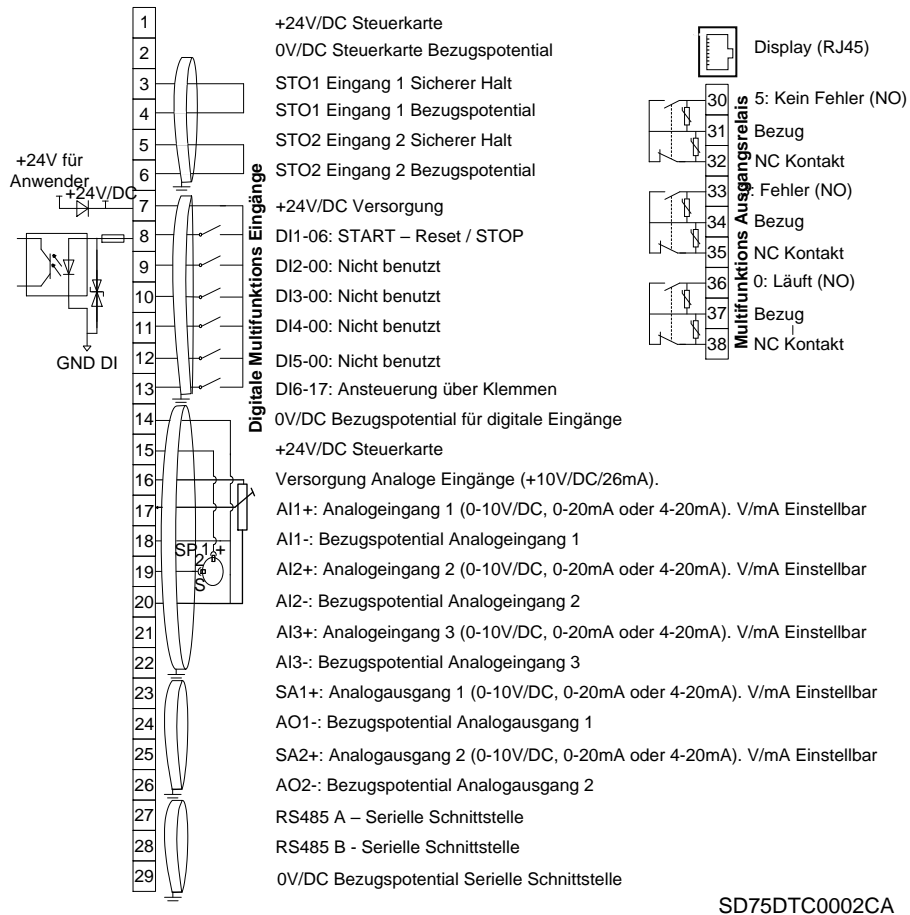 1 +24V/DC Steuerkarte
2 0V/DC Steuerkarte Bezugspotential
3 STO1 Eingang 1 Sicherer Halt
4 STO1 Eingang 1 Bezugspotential
5 STO2 Eingang 2 Sicherer Halt
6 STO2 Eingang 2 Bezugspotential
+24V für
Anwender
+24V/DC
7 +24V/DC Versorgung
8 DI1-06: START – Reset / STOP
9 DI2-00: Nicht benutzt
10 DI3-00: Nicht benutzt
11 DI4-00: Nicht benutzt
12 DI5-00: Nicht benutzt
13 DI6-17: Ansteuerung über Klemmen
GND DI
Digitale Multifunktions Eingänge
14 0V/DC Bezugspotential für digitale Eingänge
15 +24V/DC Steuerkarte
16 Versorgung Analoge Eingänge (+10V/DC/26mA).
17 AI1+: Analogeingang 1 (0-10V/DC, 0-20mA oder 4-20mA). V/mA Einstellbar
18 AI1-: Bezugspotential Analogeingang 1
SP 1 +
2
S
19 AI2+: Analogeingang 2 (0-10V/DC, 0-20mA oder 4-20mA). V/mA Einstellbar
20 AI2-: Bezugspotential Analogeingang 2
21 AI3+: Analogeingang 3 (0-10V/DC, 0-20mA oder 4-20mA). V/mA Einstellbar
22 AI3-: Bezugspotential Analogeingang 3
23 SA1+: Analogausgang 1 (0-10V/DC, 0-20mA oder 4-20mA). V/mA Einstellbar
24 AO1-: Bezugspotential Analogausgang 1
25 SA2+: Analogausgang 2 (0-10V/DC, 0-20mA oder 4-20mA). V/mA Einstellbar
26 AO2-: Bezugspotential Analogausgang 2
27 RS485 A – Serielle Schnittstelle
28 RS485 B - Serielle Schnittstelle
29 0V/DC Bezugspotential Serielle Schnittstelle
Display (RJ45)
30 5: Kein Fehler (NO)
31 Bezug
32 NC Kontakt
33 : Fehler (NO)
34 Bezug
35 NC Kontakt
36 0: Läuft (NO)
37 Bezug
38 NC Kontakt
Multifunktions Ausgangsrelais
SD75DTC0002CA